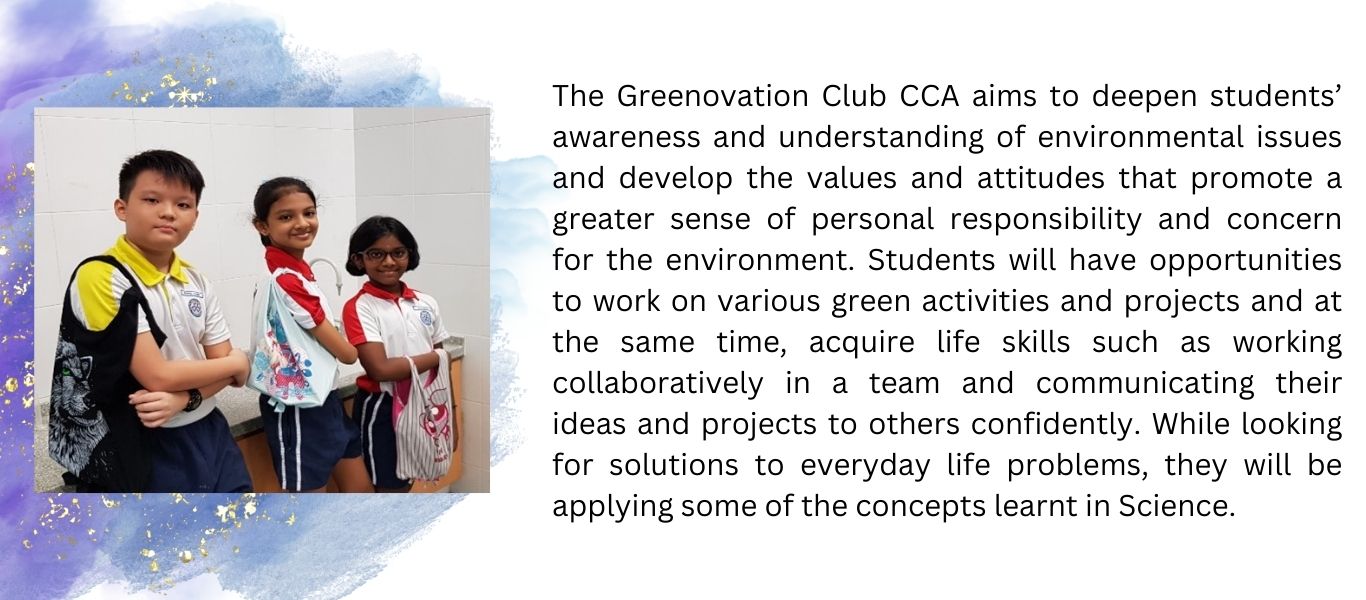 The Greenovation Club CCA aims to deepen students’
awareness and understanding of environmental issues
and develop the values and attitudes that promote a
greater sense of personal responsibility and concern
for the environment. Students will have opportunities
to work on various green activities and projects and at
the same time, acquire life skills such as working
collaboratively in a team and communicating their
ideas and projects to others confidently. While looking
for solutions to everyday life problems, they will be
applying some of the concepts learnt in Science.